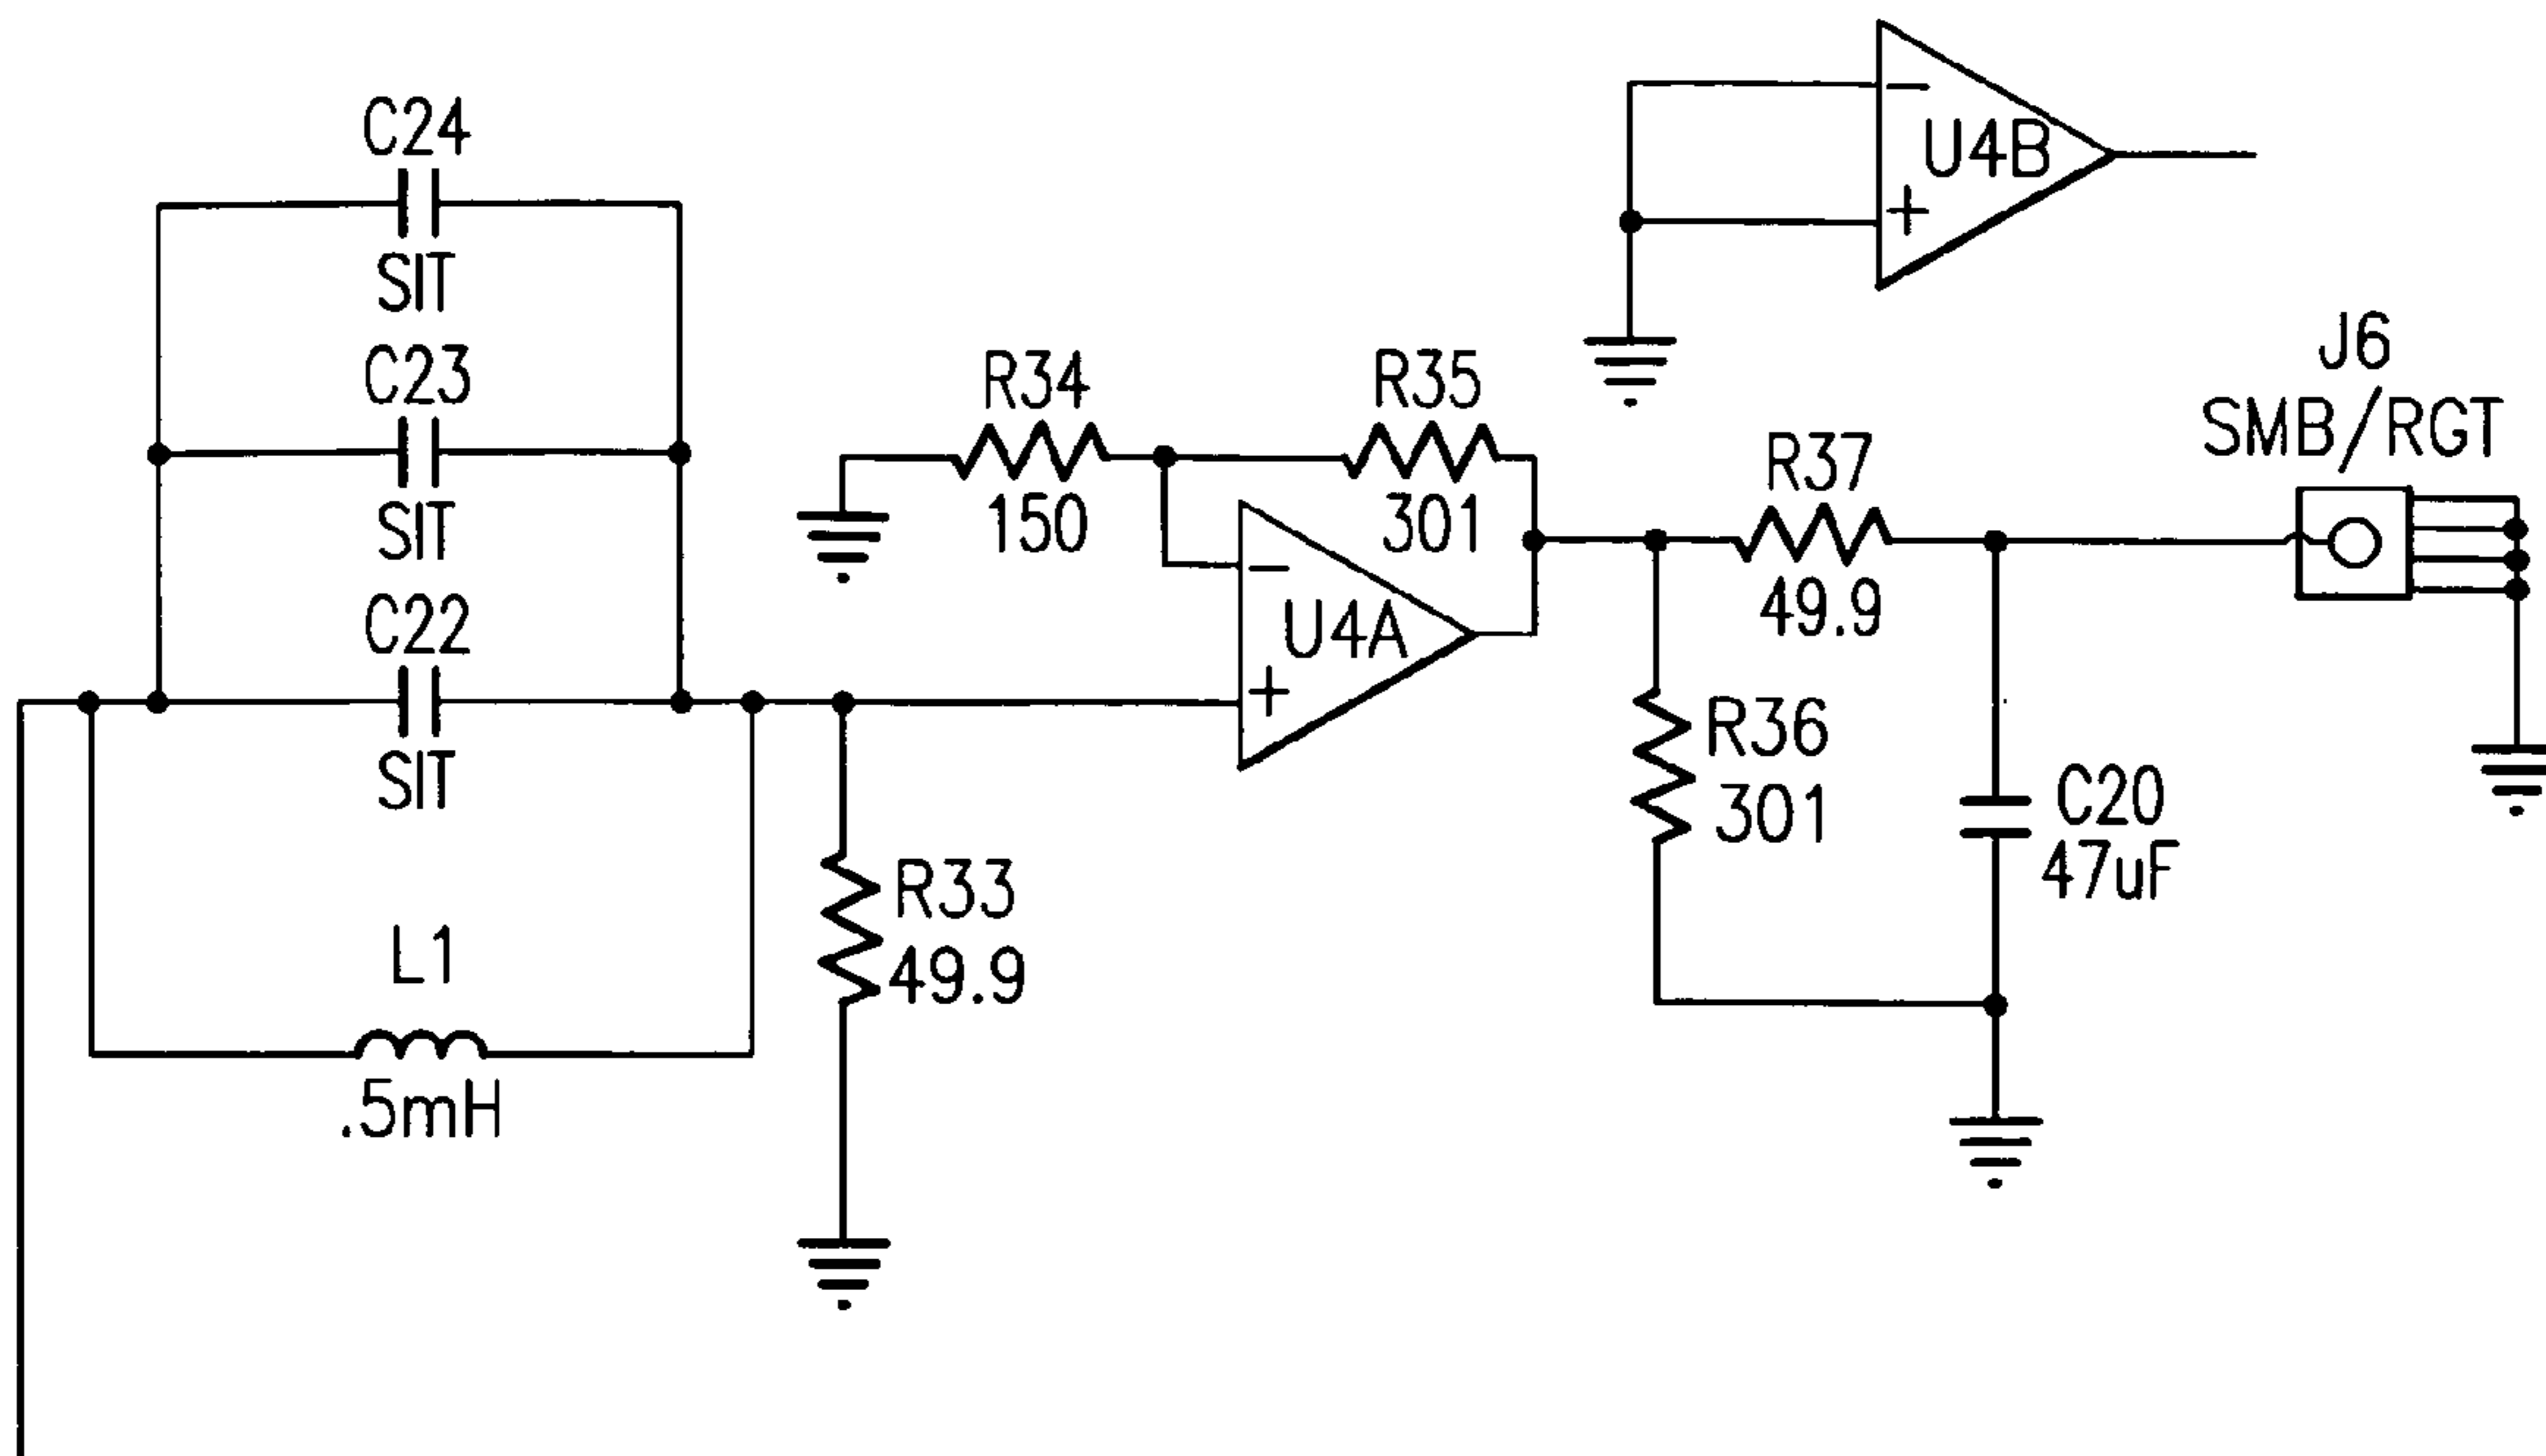 C24
SIT
C23
SIT
C22
SIT
L1
.5mH
R33
49.9
R34
150
R35
301
−
U4A
+
−
U4B
+
R37
49.9
R36
301
C20
47uF
J6
SMB/RGT